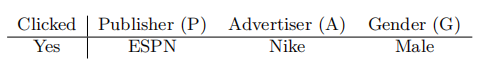 Clicked Publisher (P) Advertiser (A) Gender (G)
Yes ESPN Nike Male